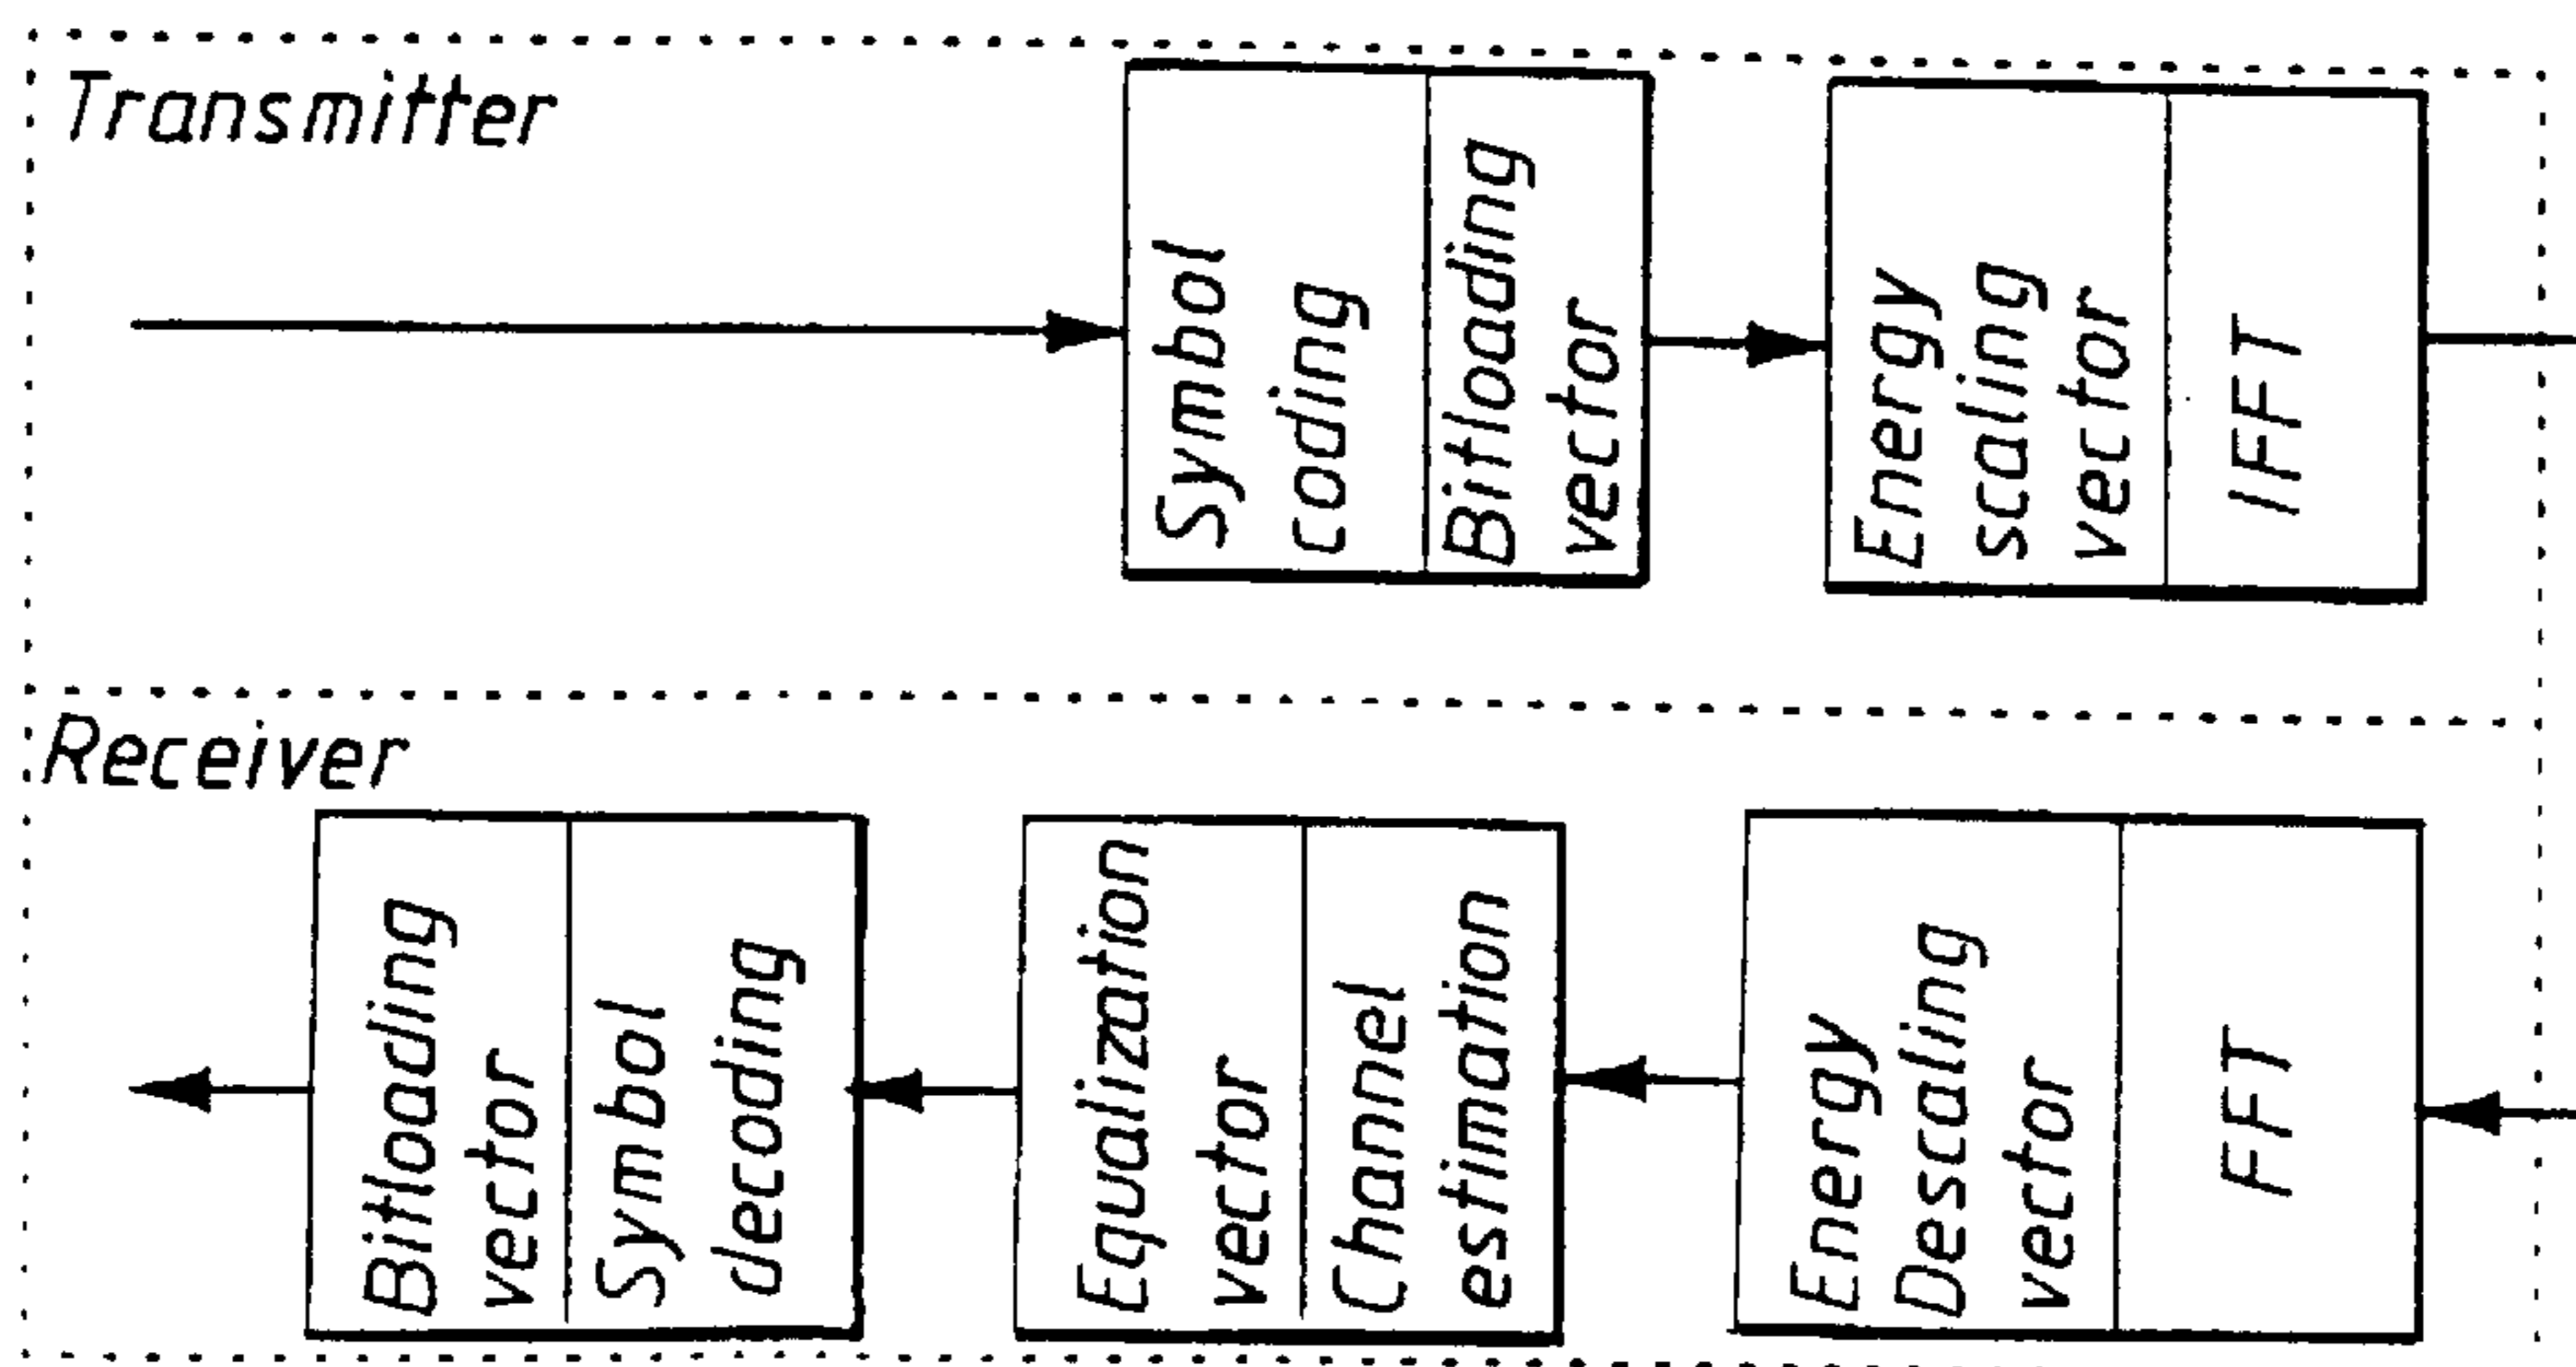 Transmitter
Symbol
coding
Bitloading
vector
Energy
scaling
vector
IFFT
Receiver
Bitloading
vector
Symbol
decoding
Equalization
vector
Channel
estimation
Energy
Descaling
vector
FFT